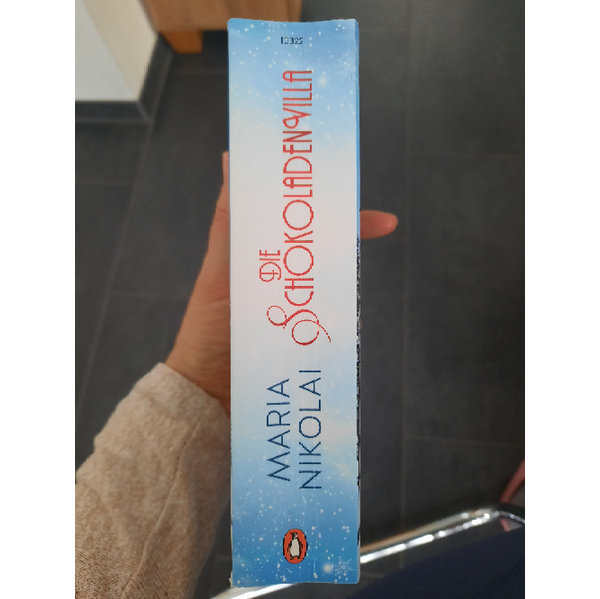 10322
DIE
SCHOKOLADENVILLA
MARIA
NIKOLAI